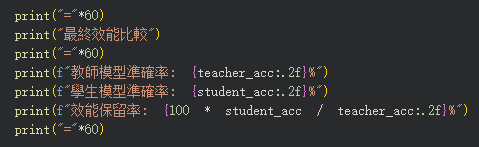 print("="*60)
print("最終效能比較")
print("="*60)
print(f"教師模型準確率: {teacher_acc:.2f}%")
print(f"學生模型準確率: {student_acc:.2f}%")
print(f"效能保留率: {100 * student_acc / teacher_acc:.2f}%")
print("="*60)